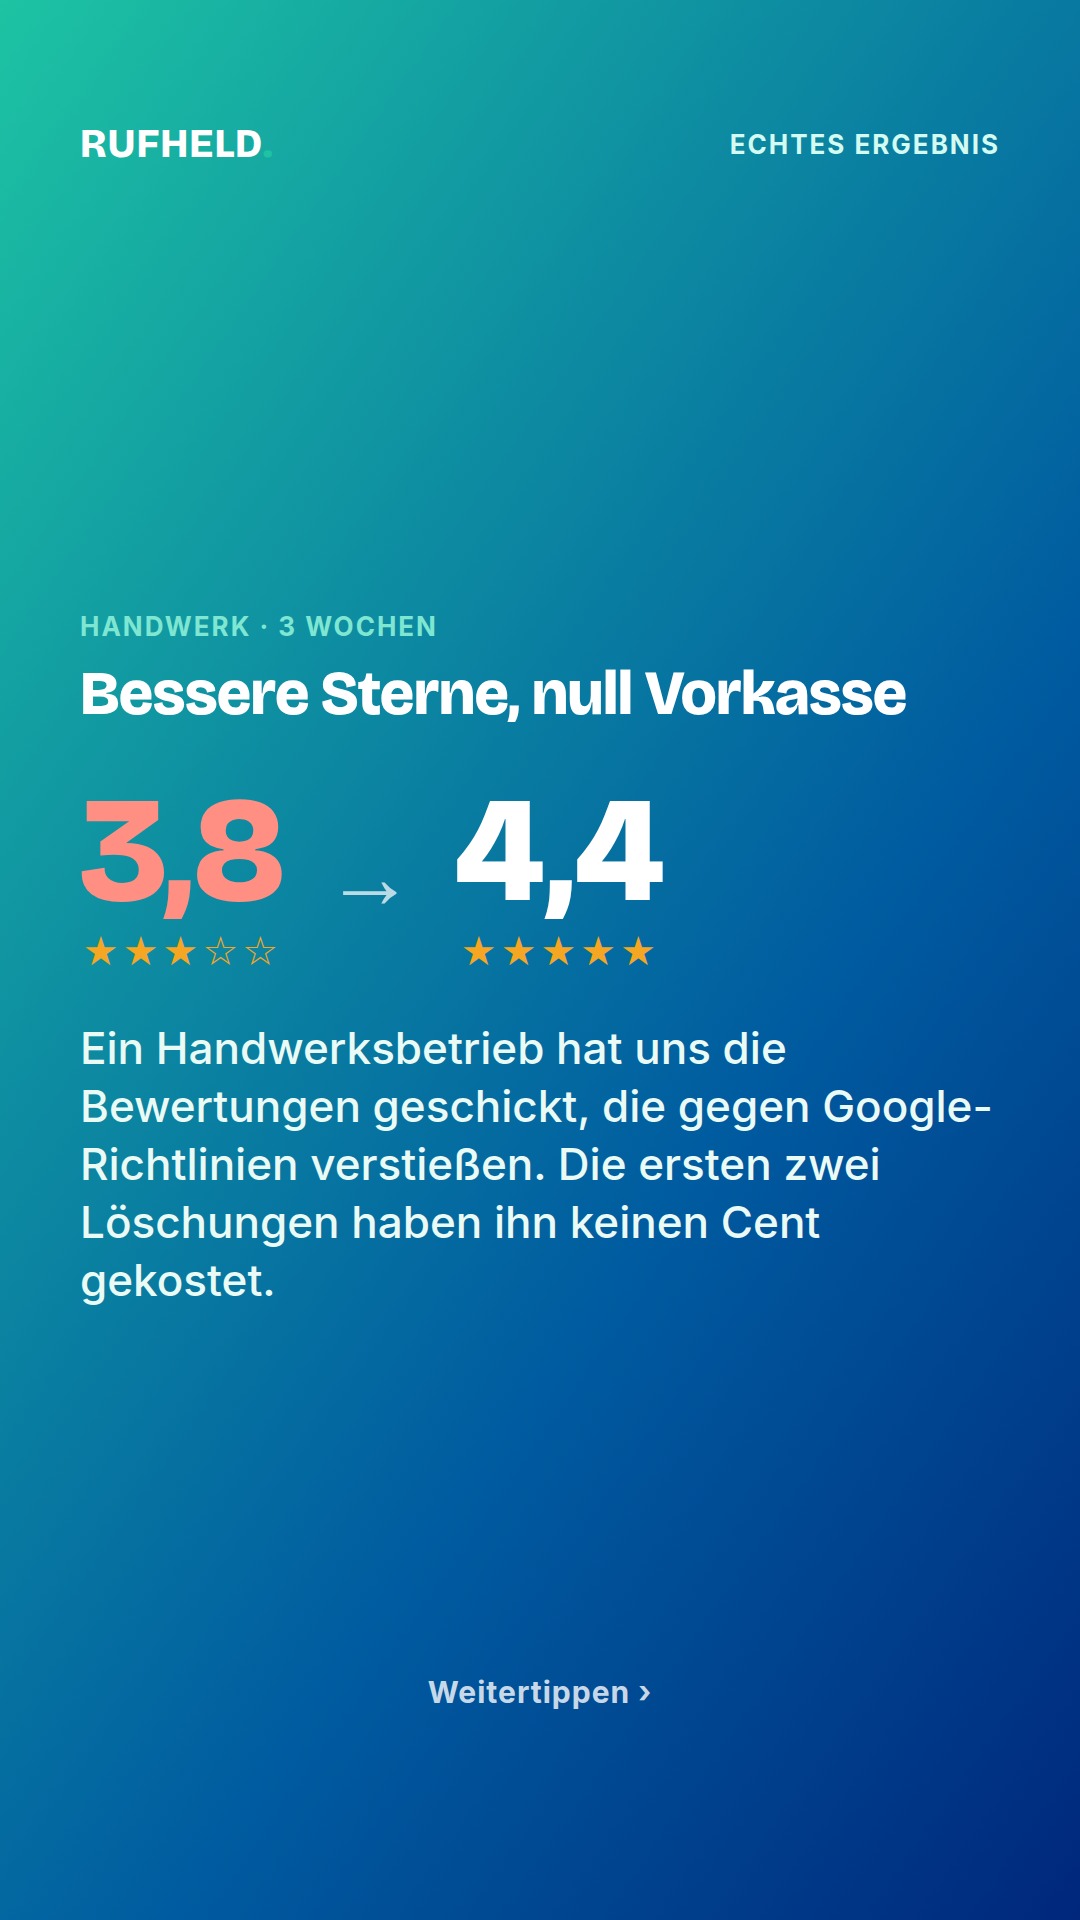 RUFHELD.
ECHTES ERGEBNIS
HANDWERK · 3 WOCHEN
Bessere Sterne, null Vorkasse
3,8 → 4,4
★★★☆☆ ★★★★★
Ein Handwerksbetrieb hat uns die
Bewertungen geschickt, die gegen Google-
Richtlinien verstießen. Die ersten zwei
Löschungen haben ihn keinen Cent
gekostet.
Weitertippen ›